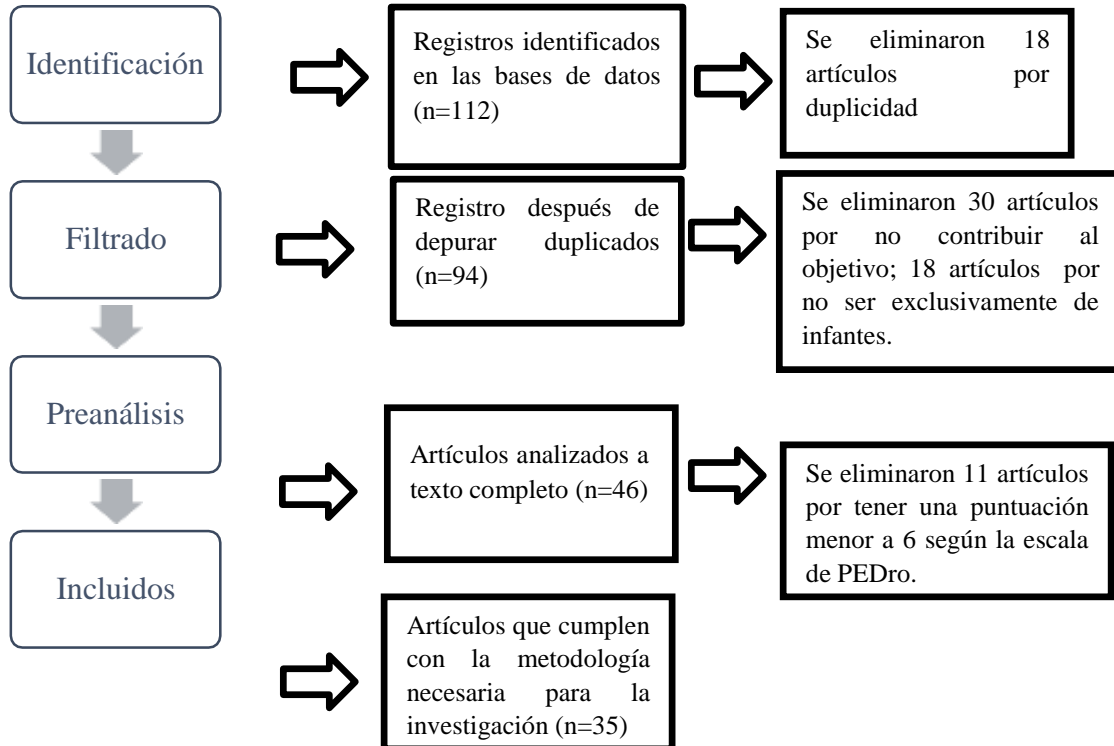 Identificación
Registros identificados
en las bases de datos
(n=112)
Se eliminaron 18
artículos por
duplicidad
Filtrado
Registro después de
depurar duplicados
(n=94)
Se eliminaron 30 artículos
por no contribuir al
objetivo; 18 artículos por
no ser exclusivamente de
infantes.
Preanálisis
Artículos analizados a
texto completo (n=46)
Se eliminaron 11 artículos
por tener una puntuación
menor a 6 según la escala
de PEDro.
Incluidos
Artículos que cumplen
con la metodología
necesaria para la
investigación (n=35)